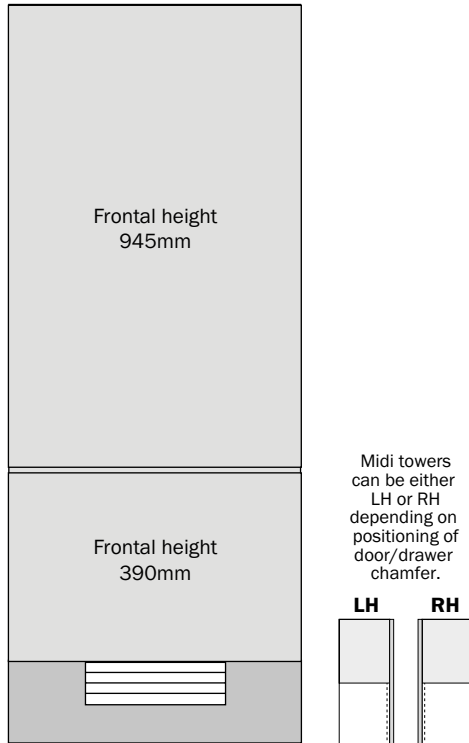 Frontal height
945mm
Frontal height
390mm
Midi towers
can be either
LH or RH
depending on
positioning of
door/drawer
chamfer.
LH RH